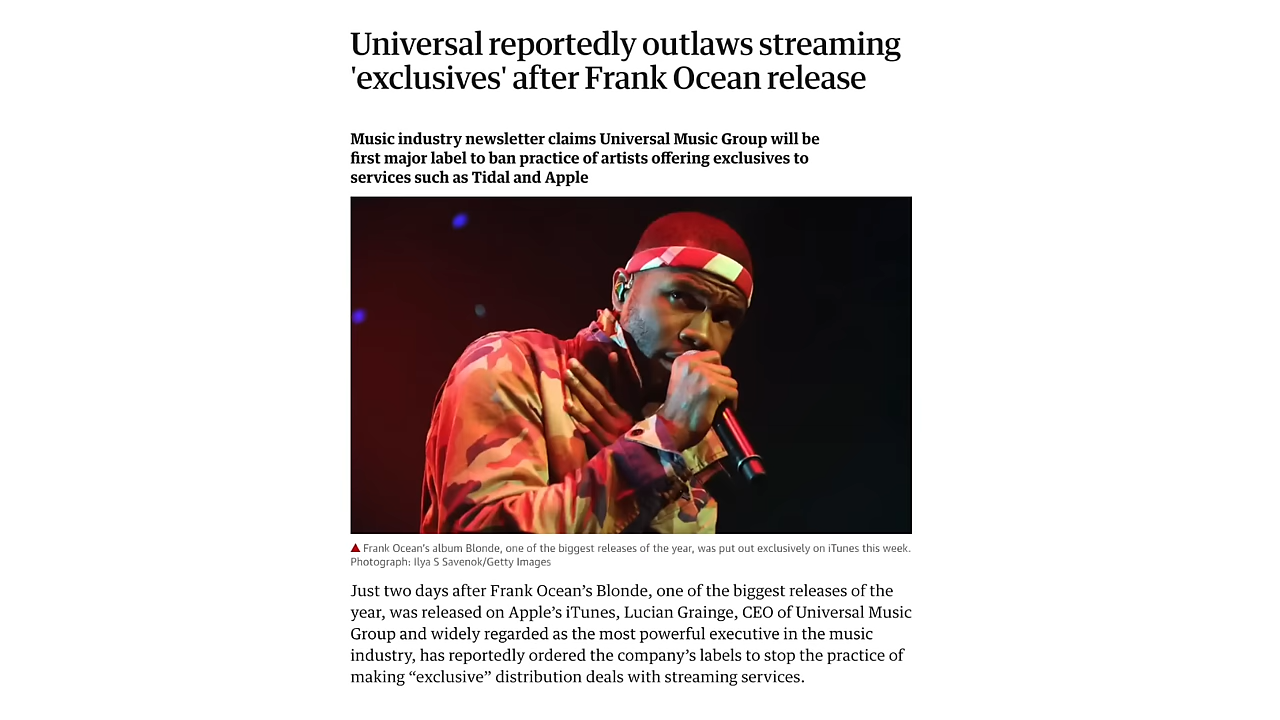 Universal reportedly outlaws streaming
'exclusives' after Frank Ocean release
Music industry newsletter claims Universal Music Group will be
first major label to ban practice of artists offering exclusives to
services such as Tidal and Apple
Frank Ocean's album Blonde, one of the biggest releases of the year, was put out exclusively on iTunes this week.
Photograph: Ilya S Savenok/Getty Images
Just two days after Frank Ocean’s Blonde, one of the biggest releases of the
year, was released on Apple’s iTunes, Lucian Grainge, CEO of Universal Music
Group and widely regarded as the most powerful executive in the music
industry, has reportedly ordered the company’s labels to stop the practice of
making “exclusive” distribution deals with streaming services.